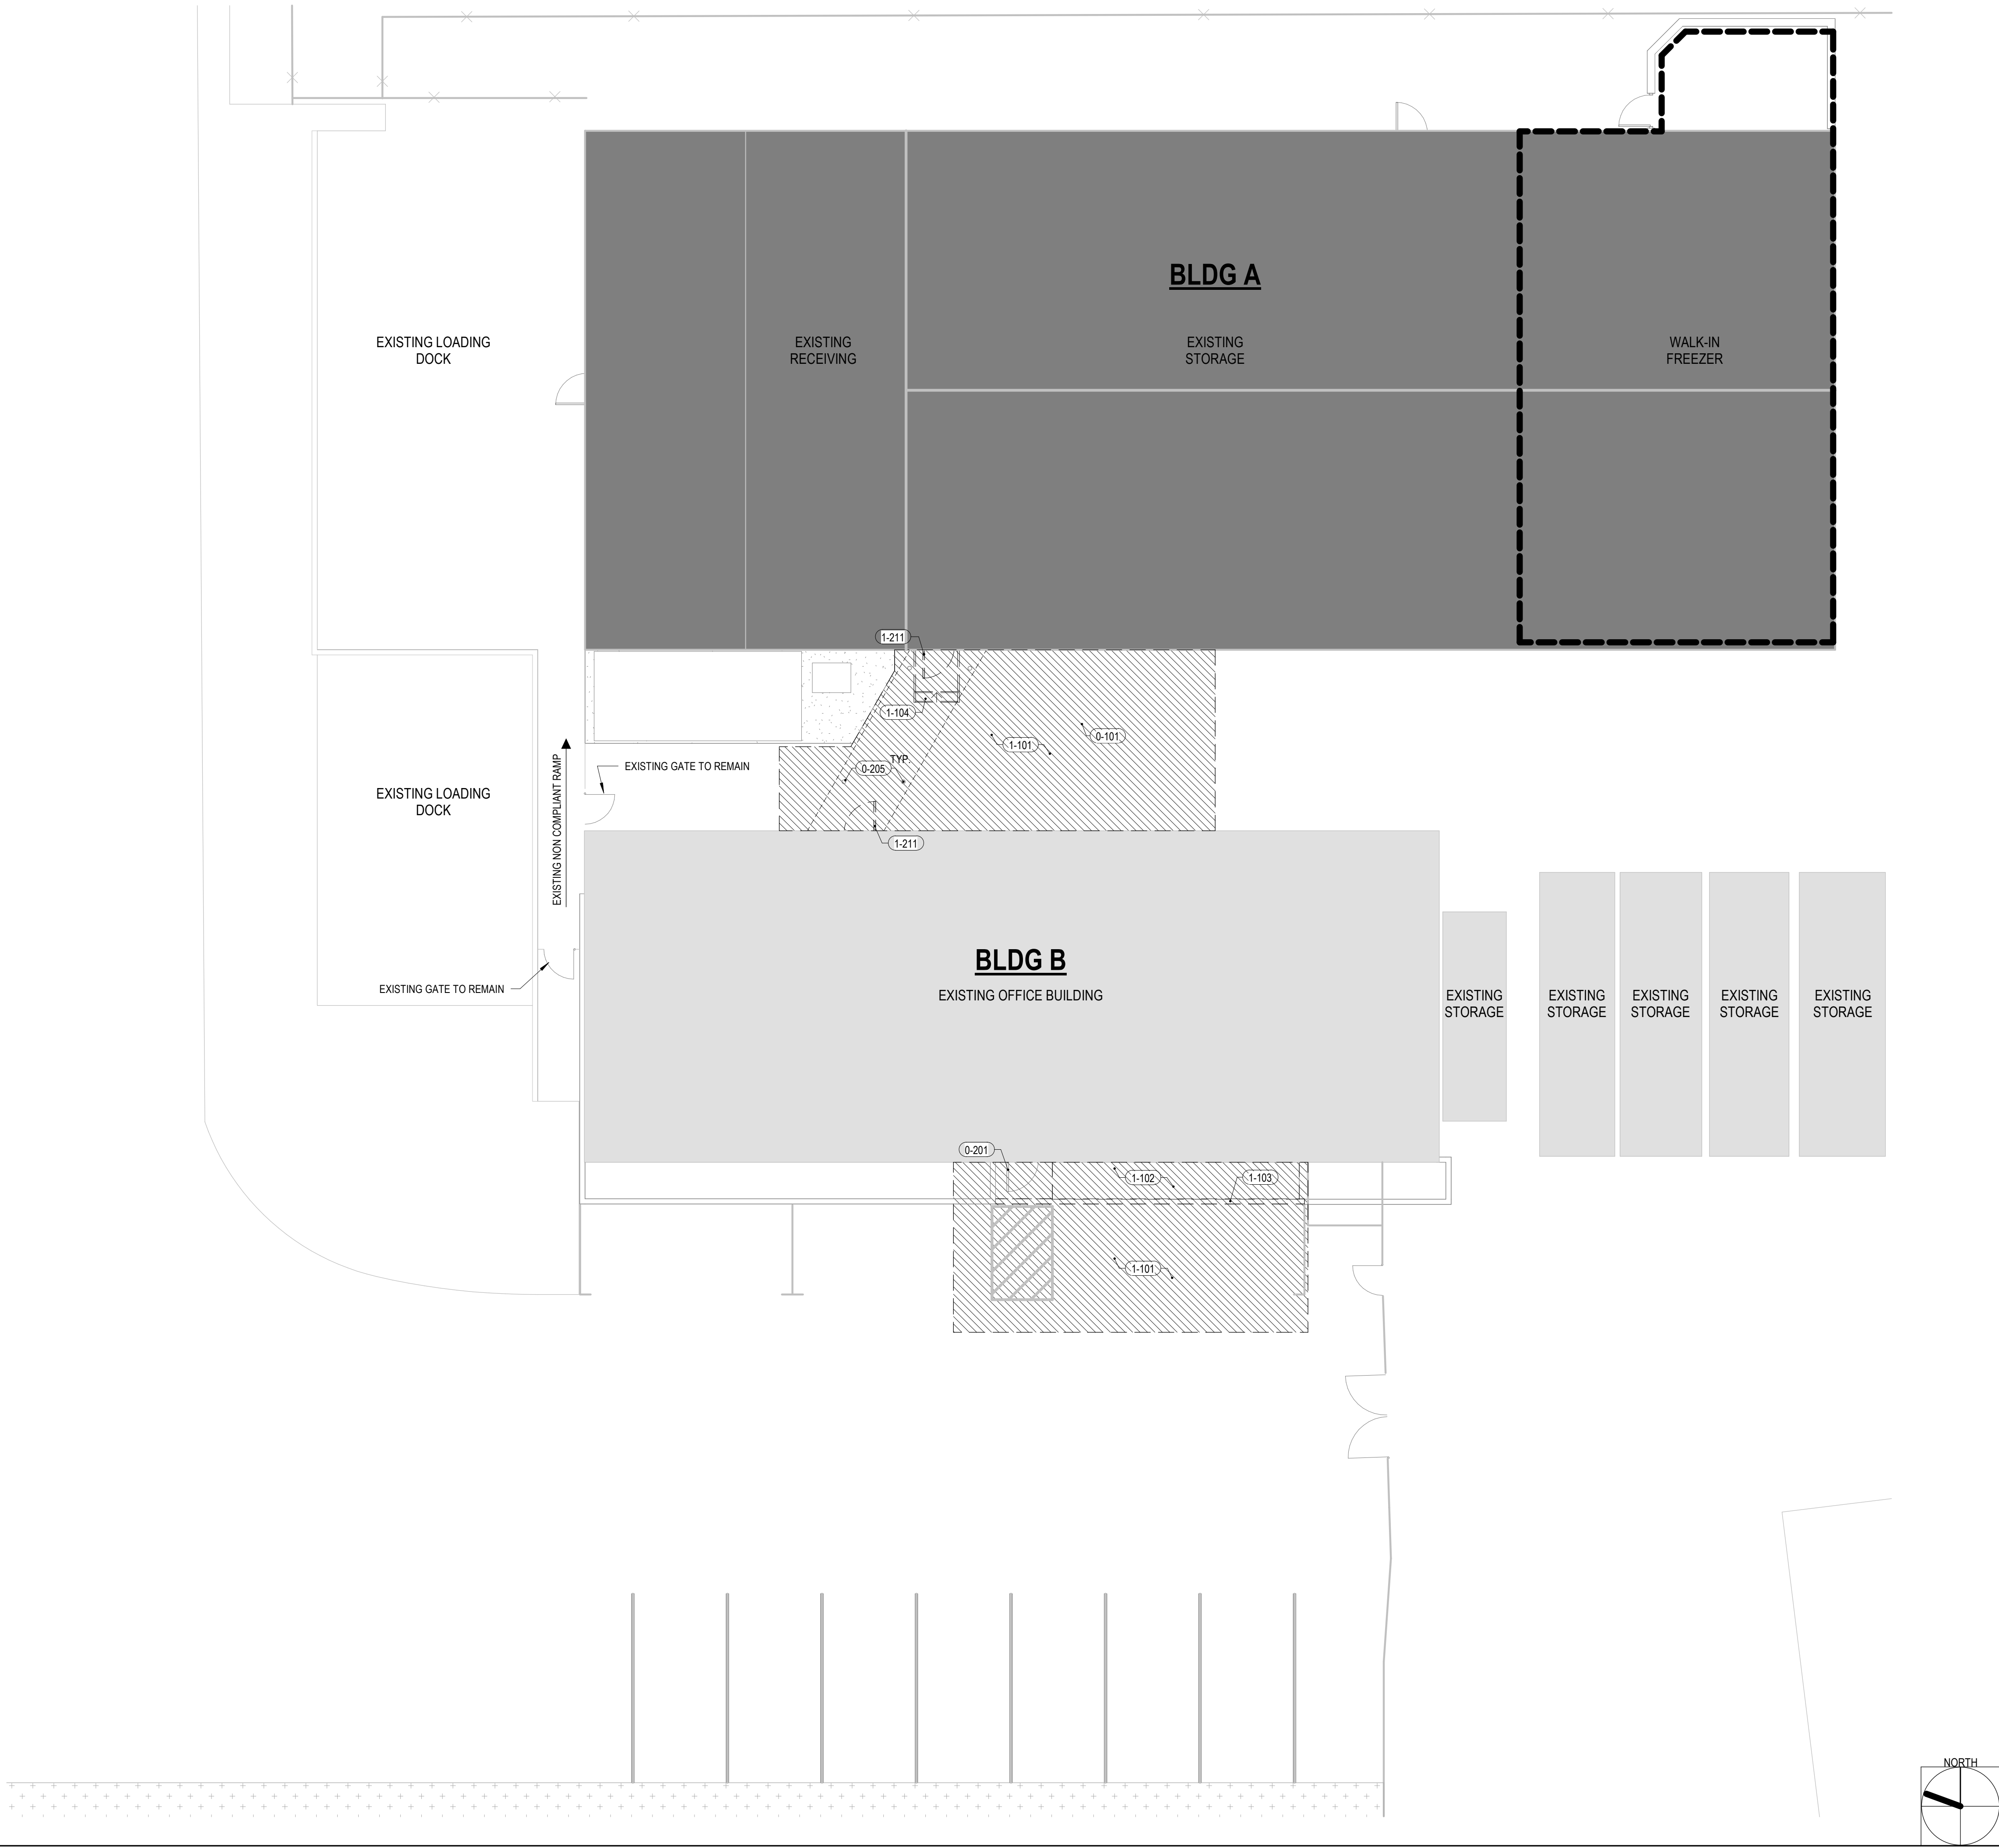 BLDG A
EXISTING LOADING
DOCK
EXISTING
RECEIVING
EXISTING
STORAGE
WALK-IN
FREEZER
1-211
1-104
1-101
0-101
TYP.
0-205
EXISTING GATE TO REMAIN
EXISTING NON COMPLIANT RAMP
EXISTING LOADING
DOCK
1-211
BLDG B
EXISTING OFFICE BUILDING
EXISTING GATE TO REMAIN
EXISTING
STORAGE
EXISTING
STORAGE
EXISTING
STORAGE
EXISTING
STORAGE
EXISTING
STORAGE
0-201
1-102
1-103
1-101
NORTH